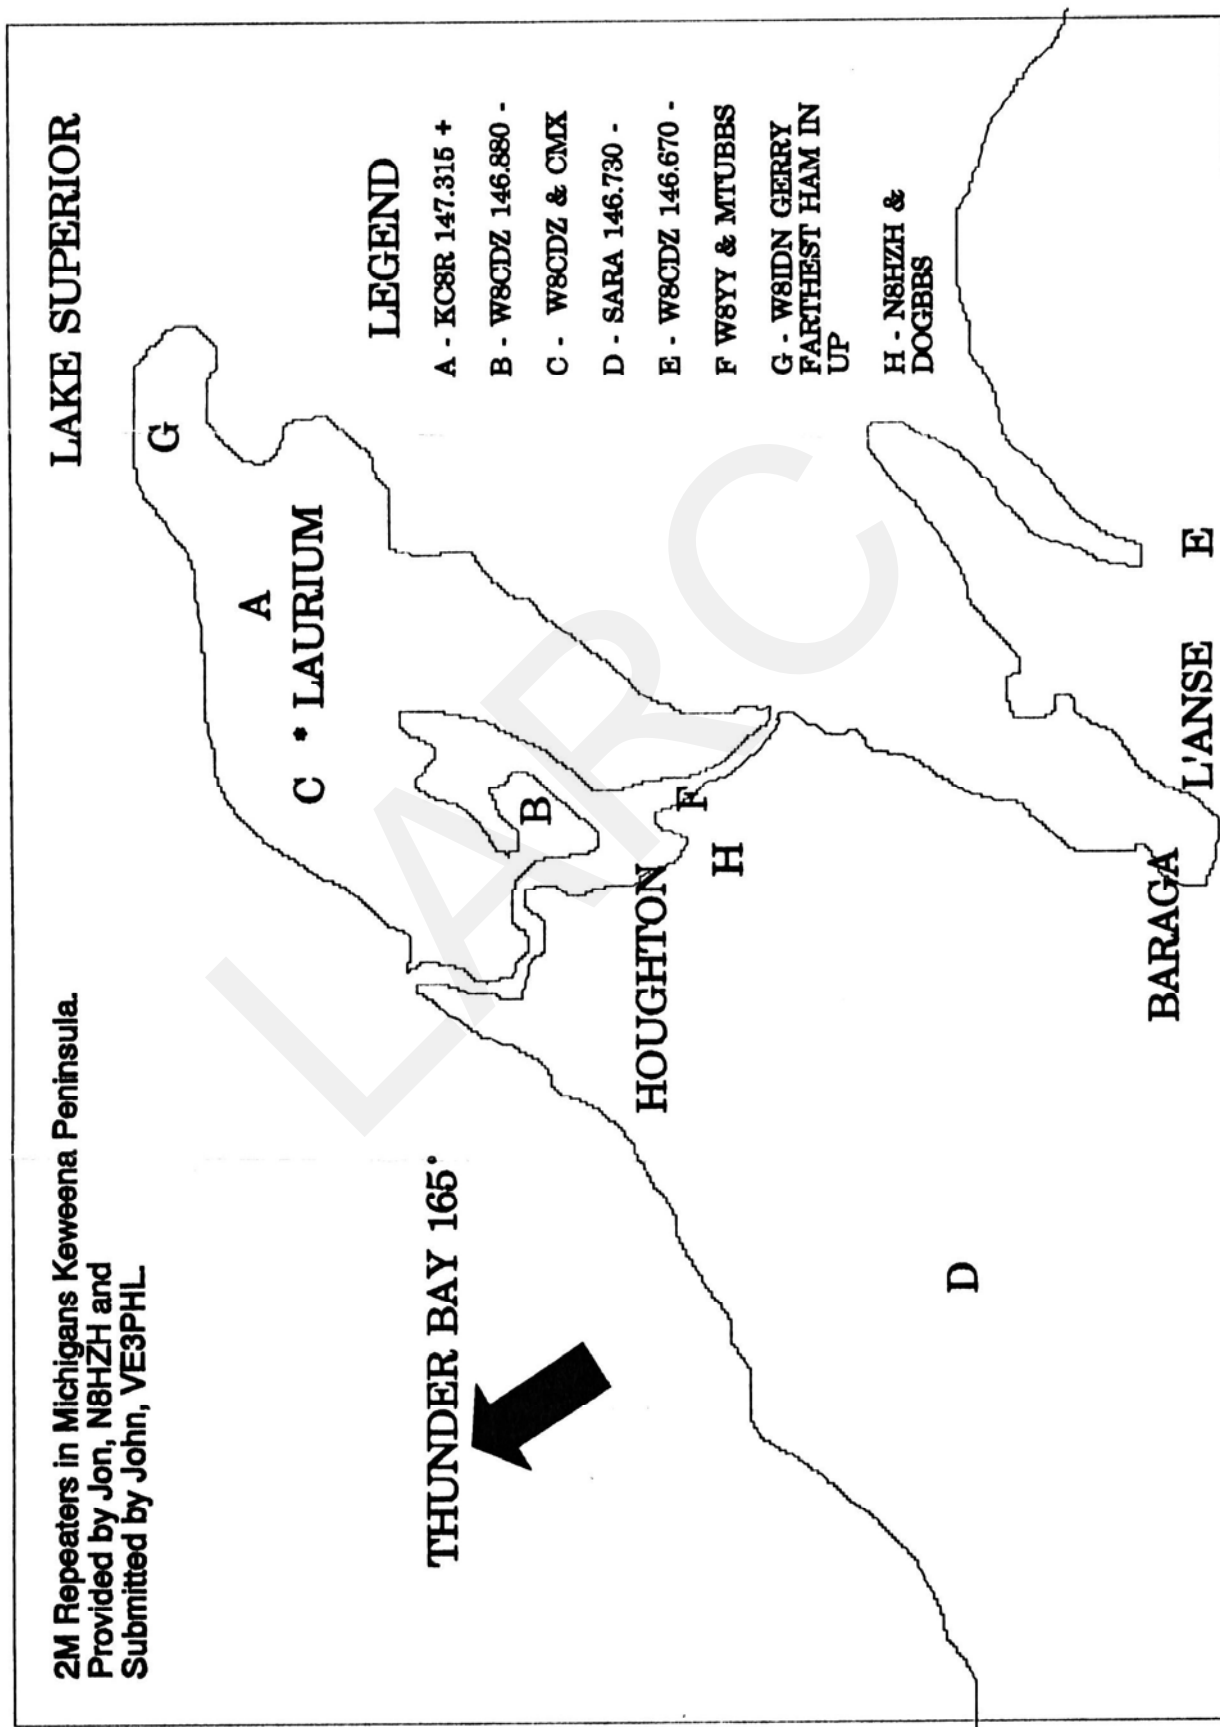 2M Repeaters in Michigans Keweena Peninsula.
Provided by Jon, N8HZH and
Submitted by John, VE3PHL.
LAKE SUPERIOR
THUNDER BAY 165°
G
A
C * LAURIUM
B
F
H
HOUGHTON
D
BARAGA
L'ANSE
E
LEGEND
A - KC8R 147.315 +
B - W8CDZ 146.880 -
C - W8CDZ & CMX
D - SARA 146.730 -
E - W8CDZ 146.670 -
F W8YY & MTUBBS
G - W8IDN GERRY
FARTHEST HAM IN
UP
H - N8HZH &
DOGBBS
LARC